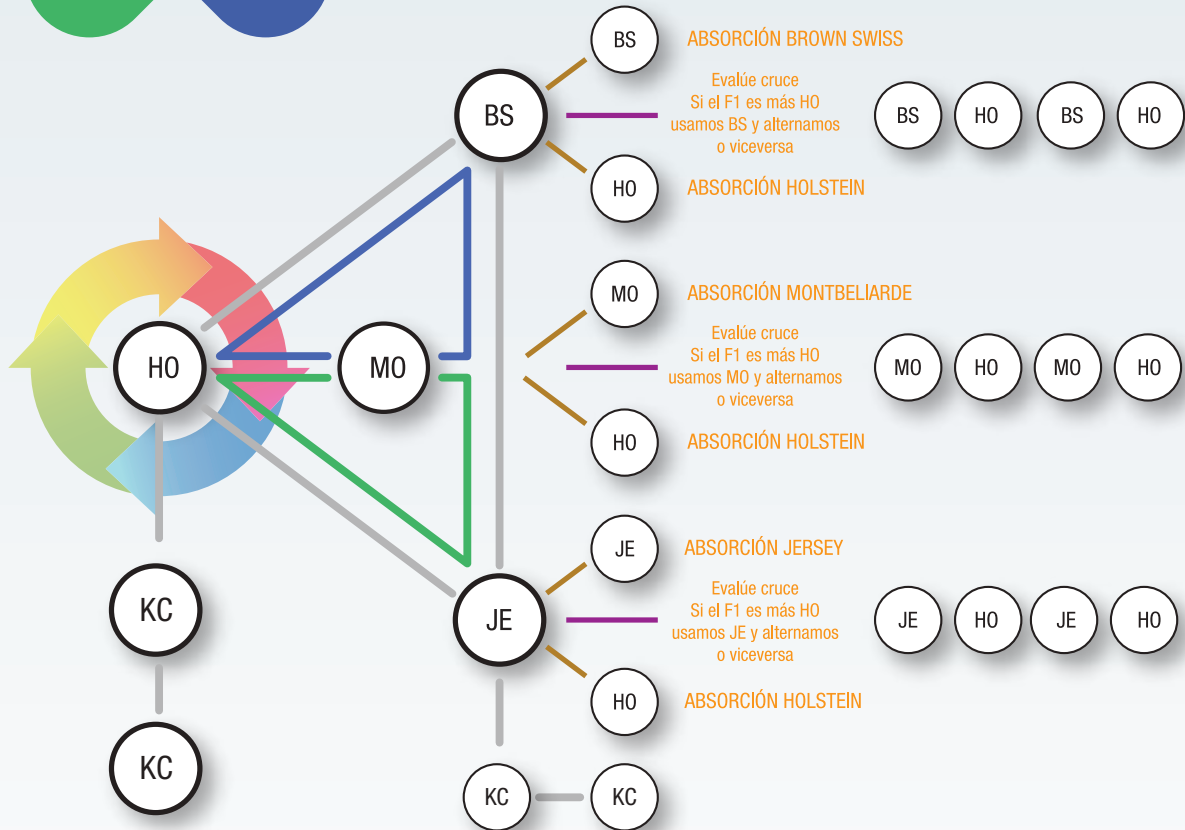 BS
ABSORCIÓN BROWN SWISS
BS
Evalúe cruce
Si el F1 es más HO
usamos BS y alternamos
o viceversa
BS HO BS HO
HO
ABSORCIÓN HOLSTEIN
MO
ABSORCIÓN MONTBELIARDE
HO
MO
Evalúe cruce
Si el F1 es más HO
usamos MO y alternamos
o viceversa
MO HO MO HO
HO
ABSORCIÓN HOLSTEIN
JE
ABSORCIÓN JERSEY
KC
JE
Evalúe cruce
Si el F1 es más HO
usamos JE y alternamos
o viceversa
JE HO JE HO
HO
ABSORCIÓN HOLSTEIN
KC
KC
KC